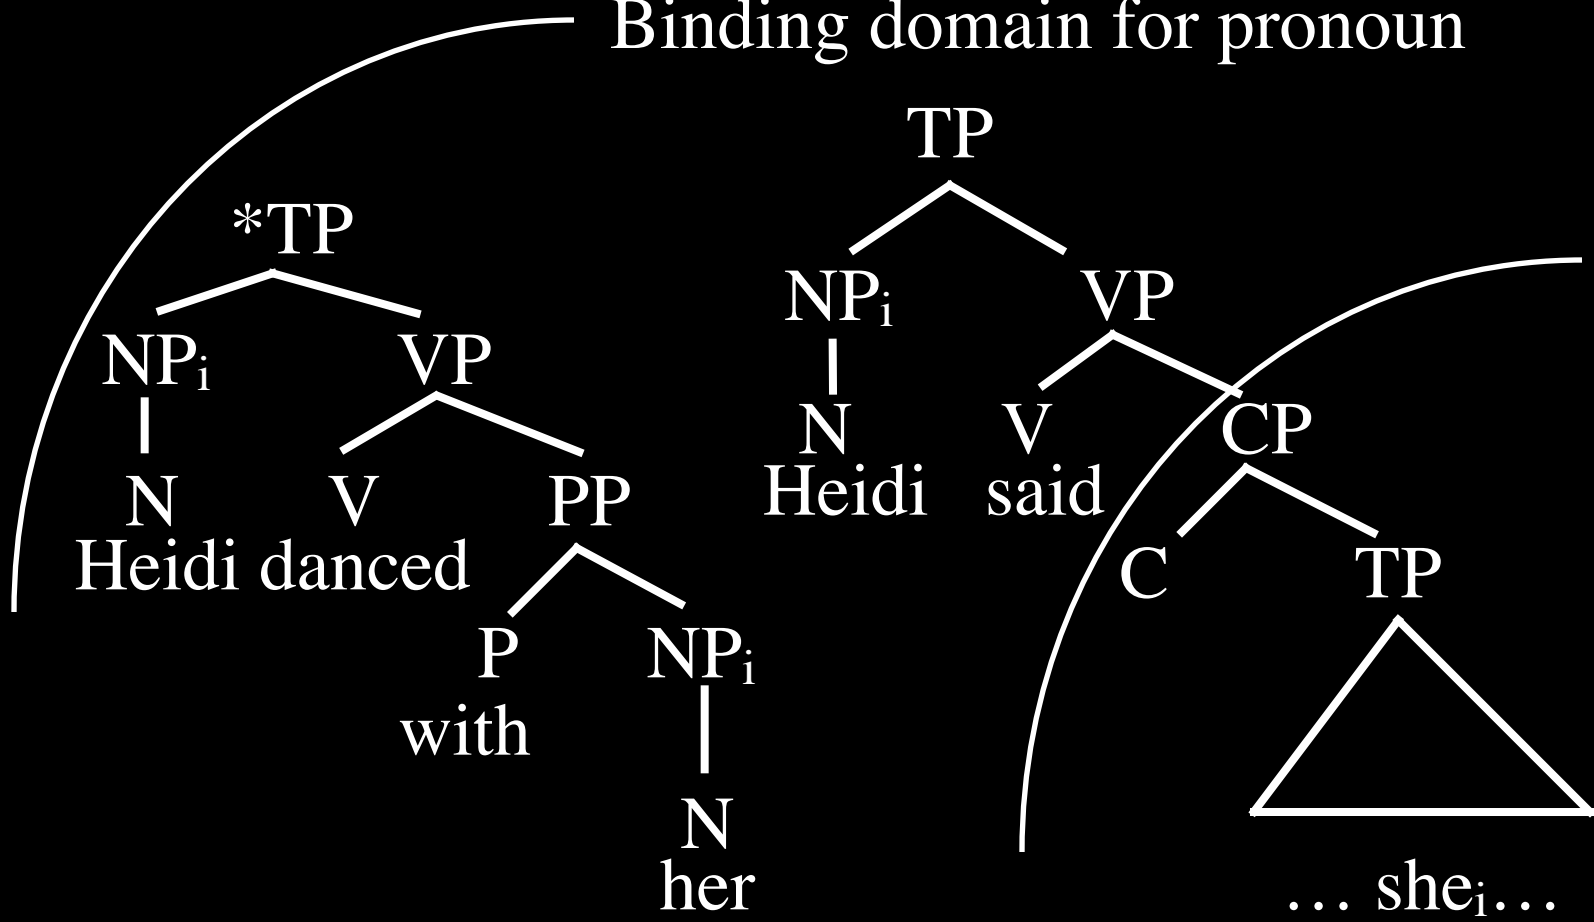 Binding domain for pronoun
*TP
NPi VP
N V PP
Heidi danced
P NPi
with
N
her
TP
NPi VP
N V CP
Heidi said
C TP
… shei…